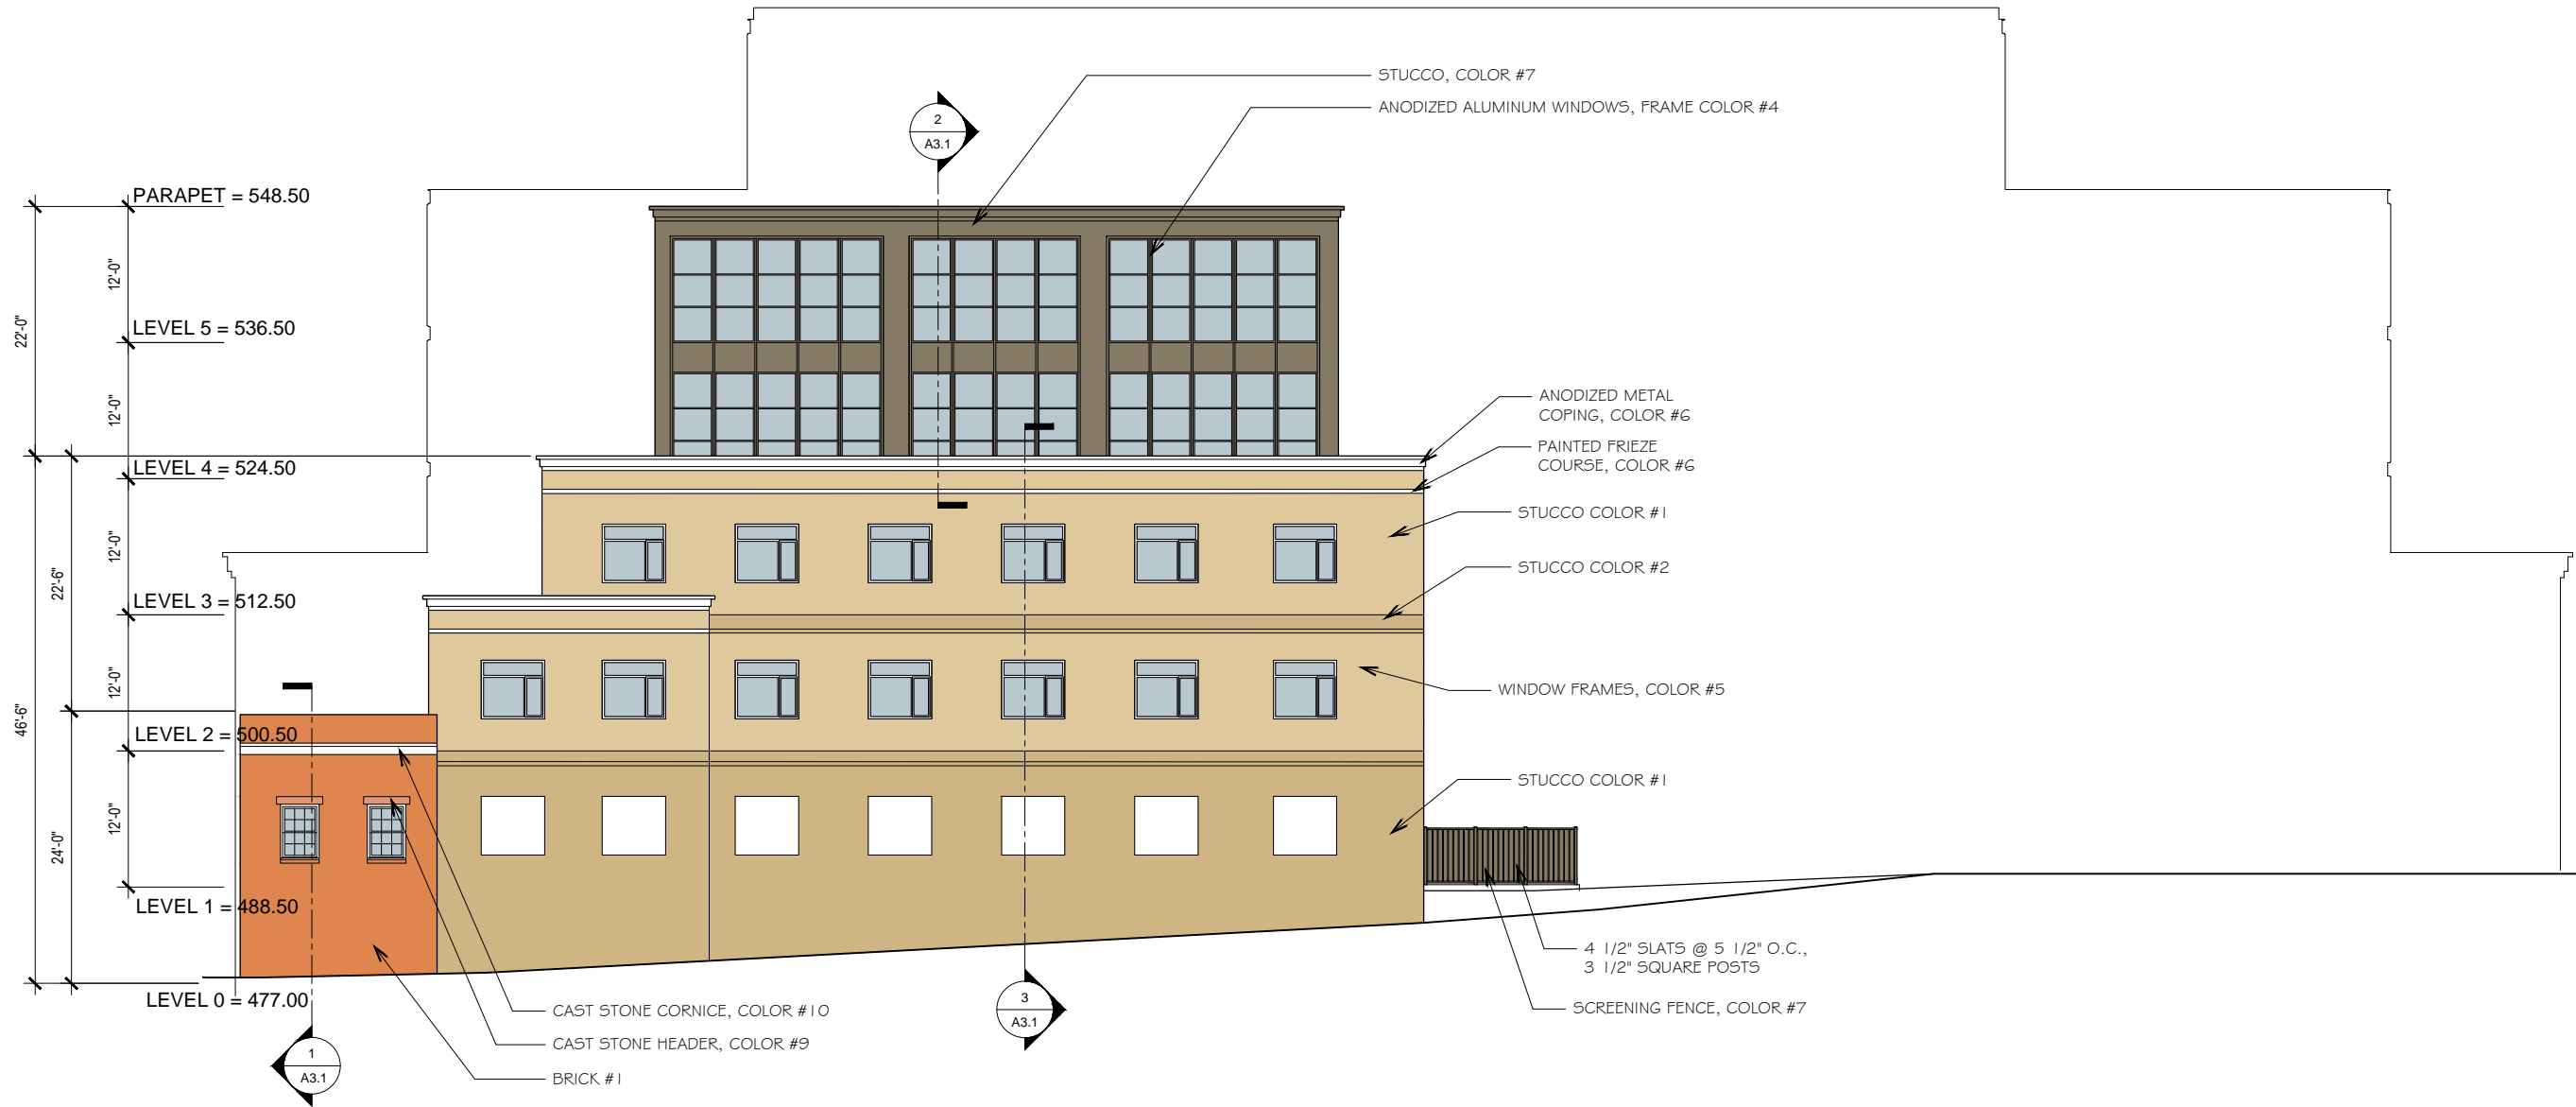 STUCCO, COLOR #7
ANODIZED ALUMINUM WINDOWS, FRAME COLOR #4
2
A3.1
PARAPET = 548.50
12'-0"
22'-0"
LEVEL 5 = 536.50
12'-0"
ANODIZED METAL
COPING, COLOR #6
PAINTED FRIEZE
COURSE, COLOR #6
LEVEL 4 = 524.50
STUCCO COLOR #1
12'-0"
22'-6"
STUCCO COLOR #2
LEVEL 3 = 512.50
12'-0"
46'-6"
WINDOW FRAMES, COLOR #5
LEVEL 2 = 500.50
STUCCO COLOR #1
12'-0"
24'-0"
LEVEL 1 = 488.50
4 1/2" SLATS @ 5 1/2" O.C.,
3 1/2" SQUARE POSTS
LEVEL 0 = 477.00
3
A3.1
SCREENING FENCE, COLOR #7
CAST STONE CORNICE, COLOR #10
CAST STONE HEADER, COLOR #9
1
A3.1
BRICK #1